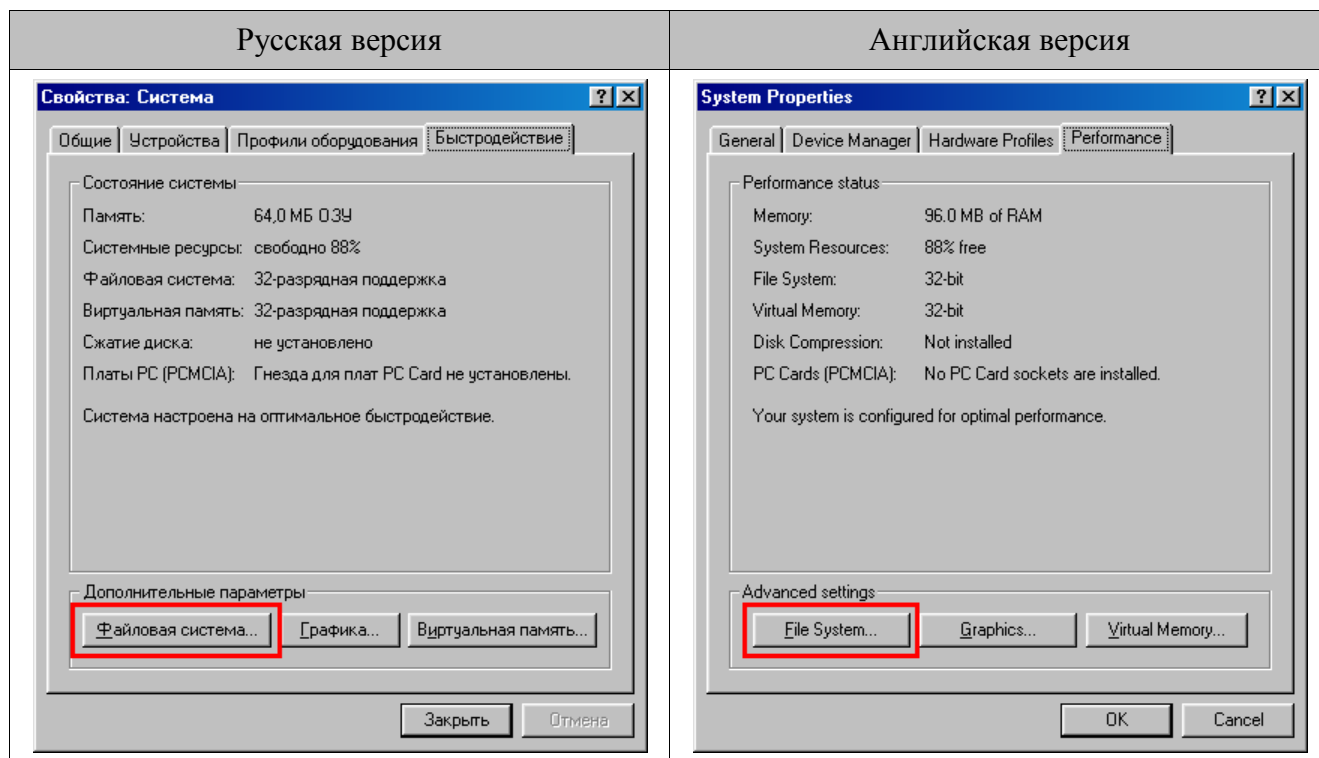 Русская версия
Английская версия
Свойства: Система
Общие Устройства Профили оборудования Быстродействие
Состояние системы
Память: 64,0 МБ ОЗУ
Системные ресурсы: свободно 88%
Файловая система: 32-разрядная поддержка
Виртуальная память: 32-разрядная поддержка
Сжатие диска: не установлено
Платы PC (PCMCIA): Гнезда для плат PC Card не установлены.
Система настроена на оптимальное быстродействие.
Дополнительные параметры
Файловая система... Графика... Виртуальная память...
Закрыть Отмена
System Properties
General Device Manager Hardware Profiles Performance
Performance status
Memory: 96.0 MB of RAM
System Resources: 88% free
File System: 32-bit
Virtual Memory: 32-bit
Disk Compression: Not installed
PC Cards (PCMCIA): No PC Card sockets are installed.
Your system is configured for optimal performance.
Advanced settings
File System... Graphics... Virtual Memory...
OK Cancel